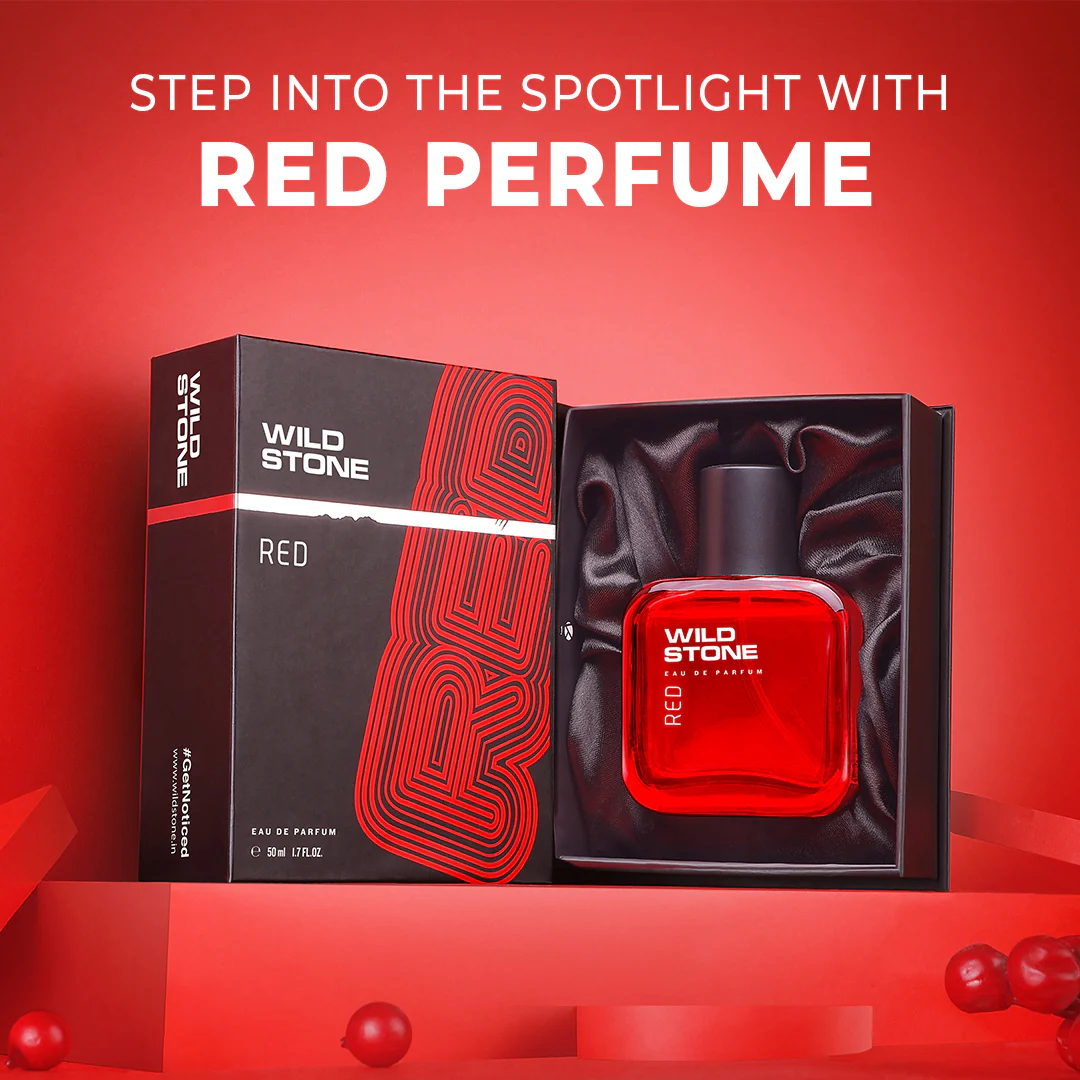 STEP INTO THE SPOTLIGHT WITH
RED PERFUME
WILD
STONE
#GetNoticed
www.wildstone.in
WILD
STONE
RED
RED
EAU DE PARFUM
℮ 50 ml 1.7 FL.OZ.
WILD
STONE
EAU DE PARFUM
RED